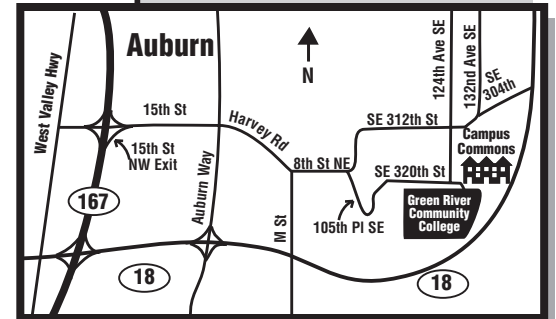 Auburn
N
West Valley Hwy
15th St
Harvey Rd
124th Ave SE
132nd Ave SE
SE
304th
SE 312th St
15th St
NW Exit
8th St NE
SE 320th St
Campus
Commons
167
Auburn Way
M St
105th Pl SE
Green River
Community
College
18
18